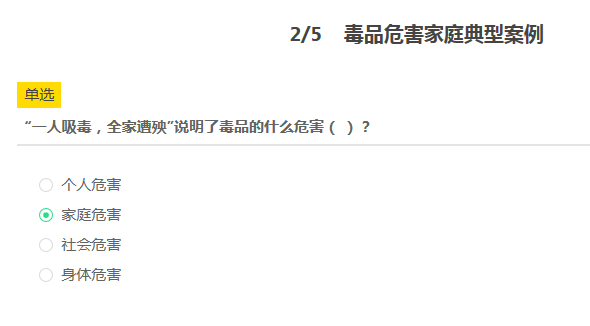 2/5 毒品危害家庭典型案例
单选
“一人吸毒，全家遭殃”说明了毒品的什么危害（ ）？
个人危害
家庭危害
社会危害
身体危害